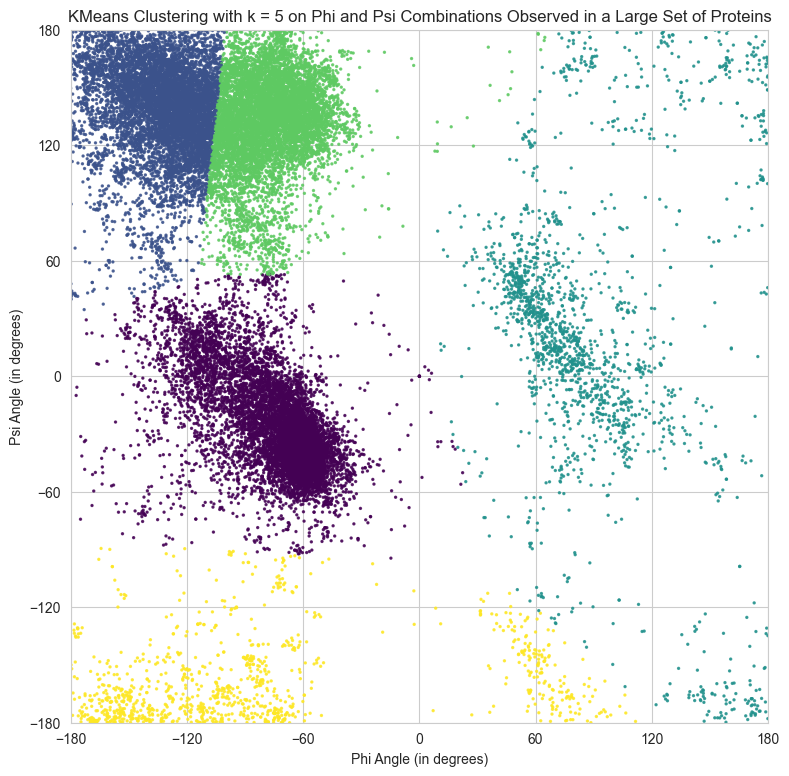 KMeans Clustering with k = 5 on Phi and Psi Combinations Observed in a Large Set of Proteins
180
120
60
0
−60
−120
−180
Psi Angle (in degrees)
−180 −120 −60 0 60 120 180
Phi Angle (in degrees)